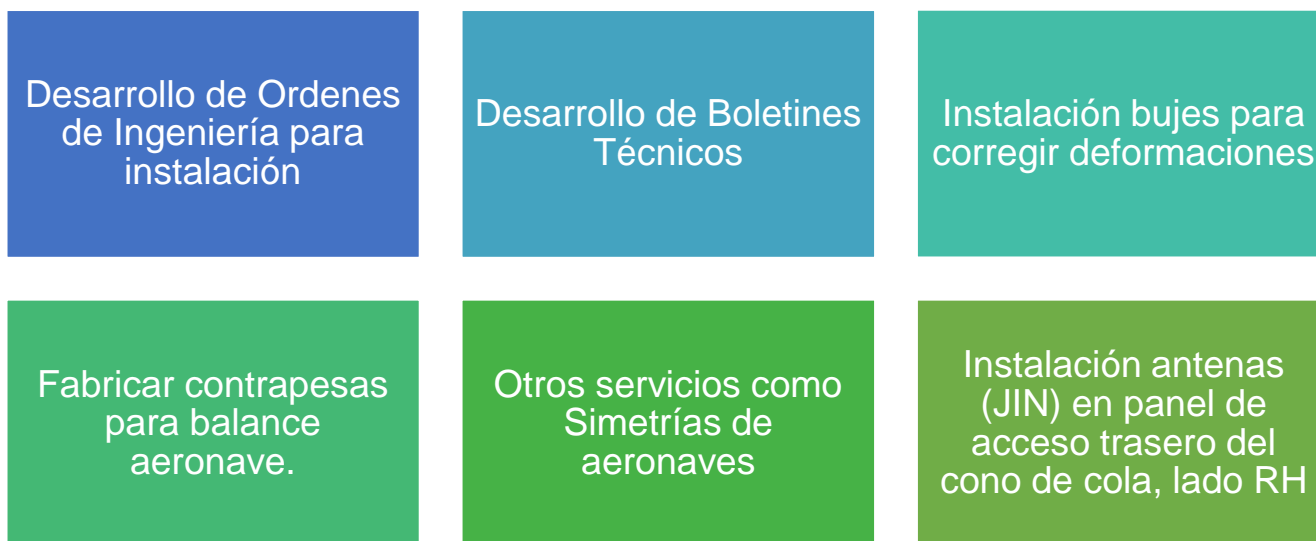 Desarrollo de Ordenes
de Ingeniería para
instalación
Desarrollo de Boletines
Técnicos
Instalación bujes para
corregir deformaciones
Fabricar contrapesas
para balance
aeronave.
Otros servicios como
Simetrías de
aeronaves
Instalación antenas
(JIN) en panel de
acceso trasero del
cono de cola, lado RH